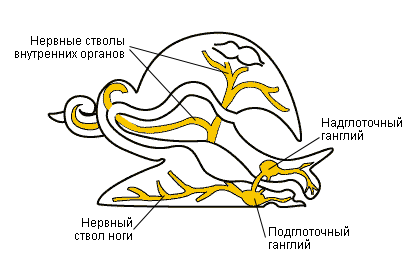 Нервные стволы
внутренних органов
Надглоточный
ганглий
Нервный
ствол ноги
Подглоточный
ганглий